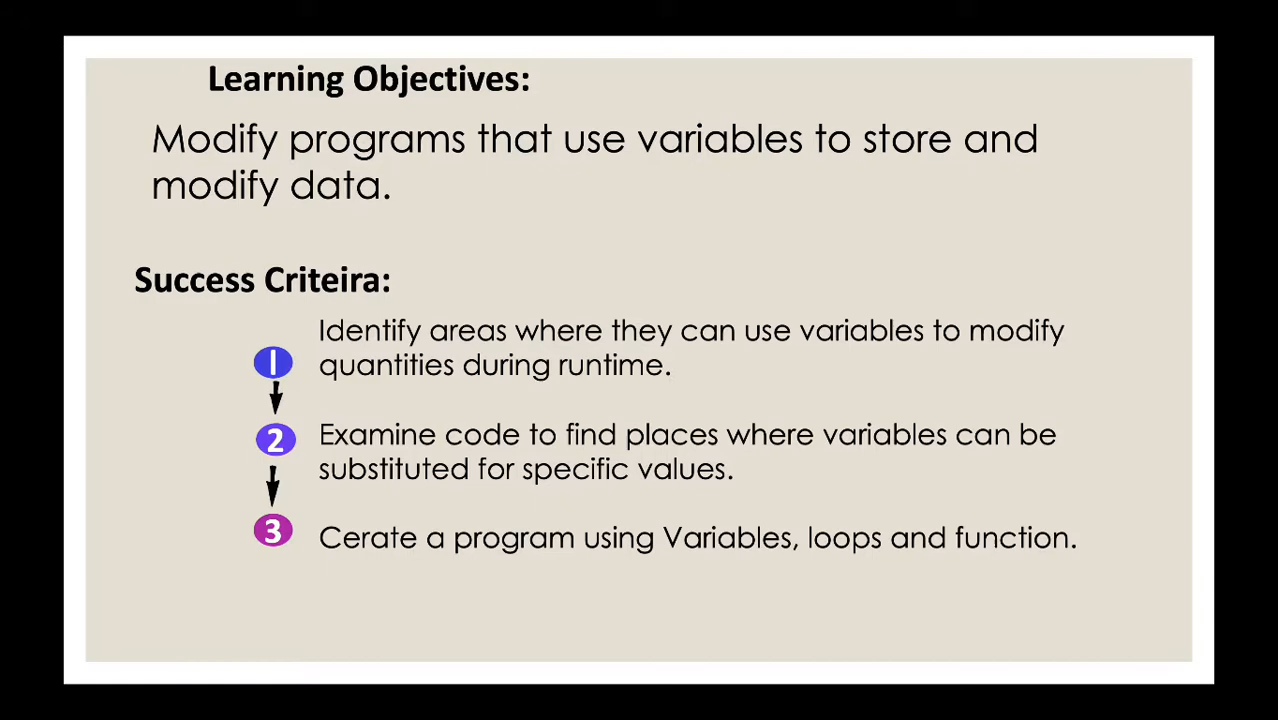 Learning Objectives:
Modify programs that use variables to store and
modify data.
Success Criteira:
Identify areas where they can use variables to modify
quantities during runtime.
1
2
Examine code to find places where variables can be
substituted for specific values.
3
Cerate a program using Variables, loops and function.